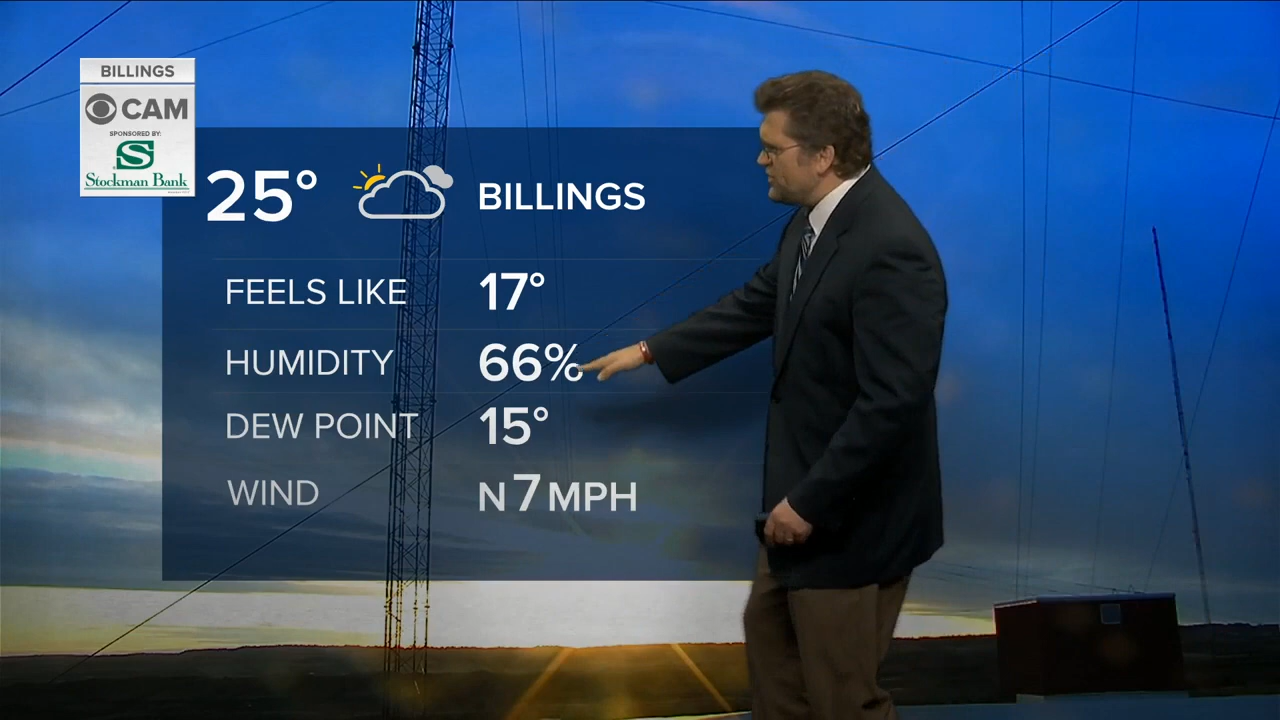 BILLINGS
CAM
SPONSORED BY:
S
Stockman Bank
25° BILLINGS
FEELS LIKE 17°
HUMIDITY 66%
DEW POINT 15°
WIND N 7 MPH